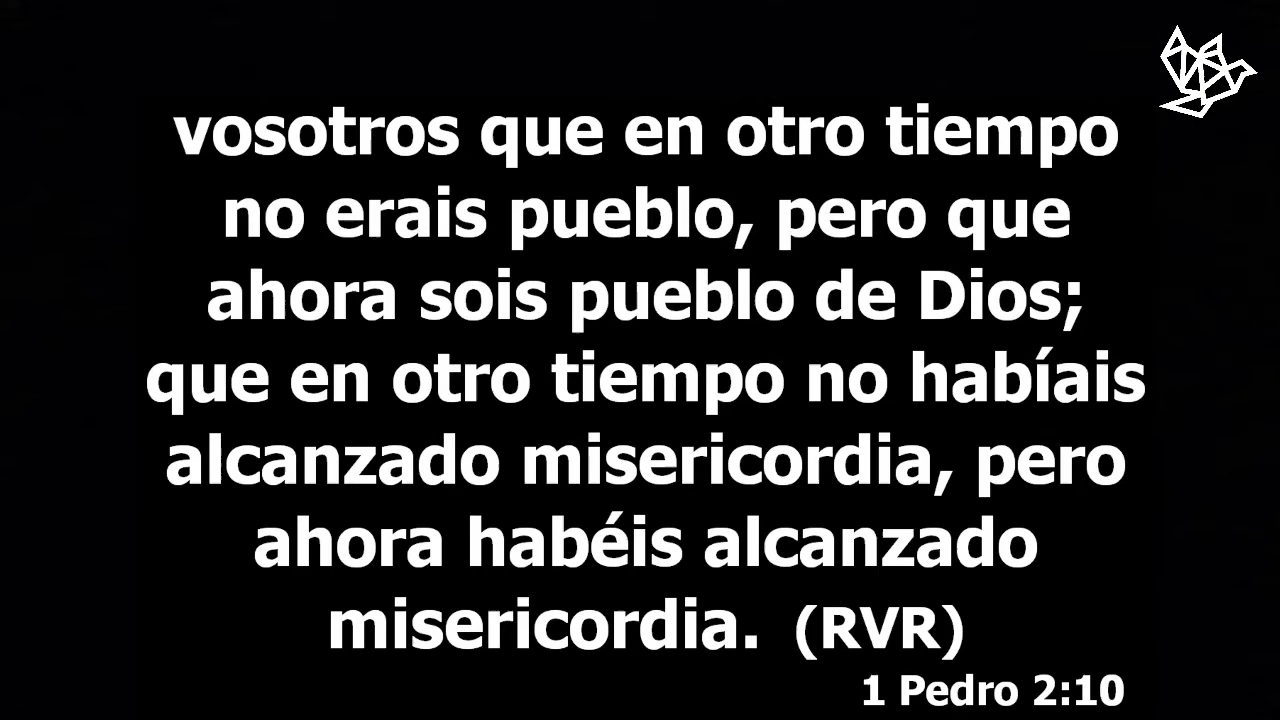 vosotros que en otro tiempo
no erais pueblo, pero que
ahora sois pueblo de Dios;
que en otro tiempo no habíais
alcanzado misericordia, pero
ahora habéis alcanzado
misericordia. (RVR)
1 Pedro 2:10